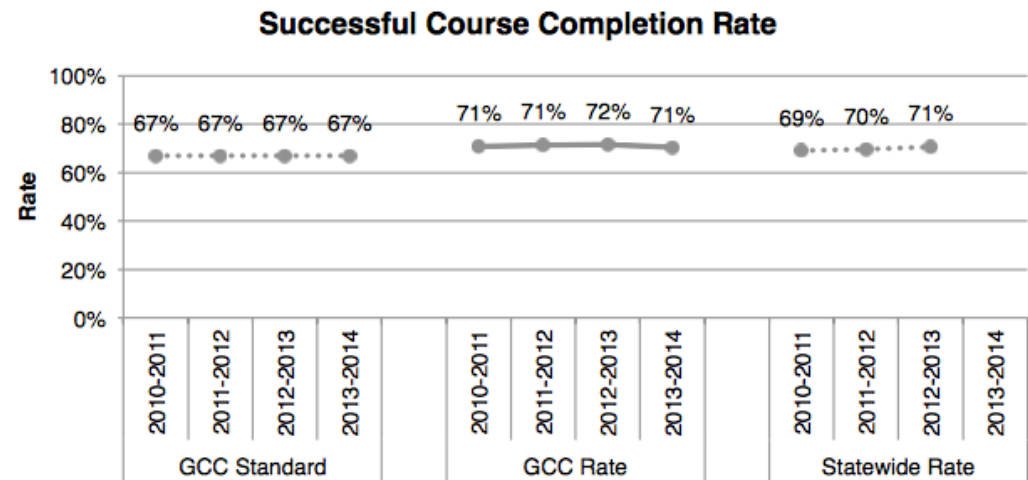 Successful Course Completion Rate
100%
80%
60%
40%
20%
0%
Rate
67% 67% 67% 67%
71% 71% 72% 71%
69% 70% 71%
2010-2011 2011-2012 2012-2013 2013-2014
2010-2011 2011-2012 2012-2013 2013-2014
2010-2011 2011-2012 2012-2013 2013-2014
GCC Standard
GCC Rate
Statewide Rate